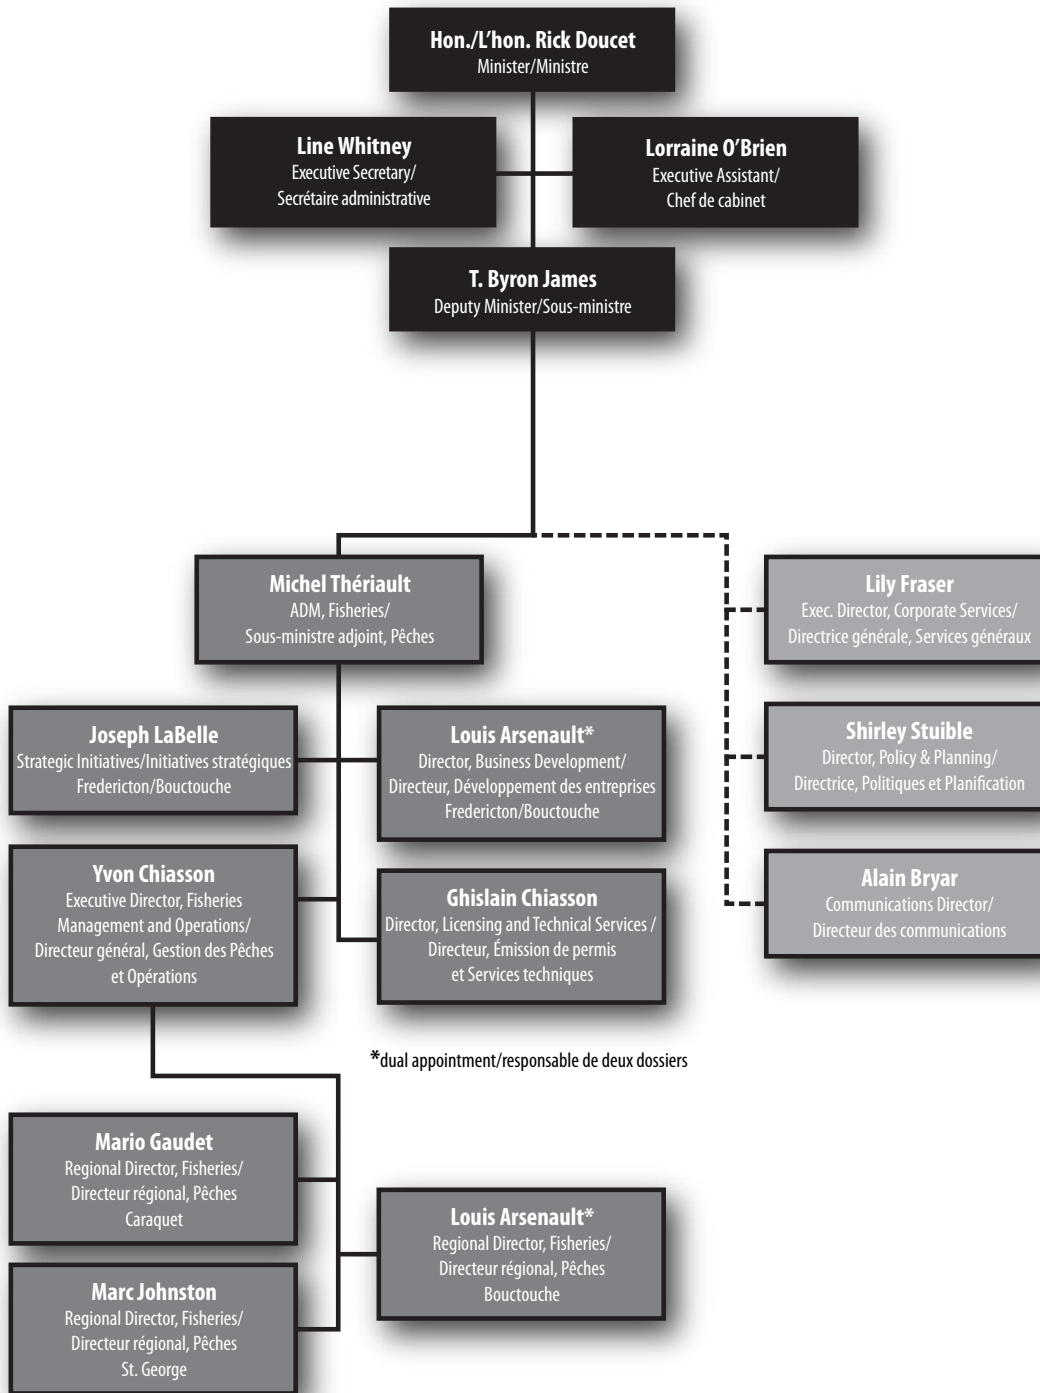 Hon./L'hon. Rick Doucet
Minister/Ministre
Line Whitney
Executive Secretary/
Secrétaire administrative
Lorraine O'Brien
Executive Assistant/
Chef de cabinet
T. Byron James
Deputy Minister/Sous-ministre
Michel Thériault
ADM, Fisheries/
Sous-ministre adjoint, Pêches
Lily Fraser
Exec. Director, Corporate Services/
Directrice générale, Services généraux
Joseph LaBelle
Strategic Initiatives/Initiatives stratégiques
Fredericton/Bouctouche
Louis Arsenault*
Director, Business Development/
Directeur, Développement des entreprises
Fredericton/Bouctouche
Shirley Stuible
Director, Policy & Planning/
Directrice, Politiques et Planification
Yvon Chiasson
Executive Director, Fisheries
Management and Operations/
Directeur général, Gestion des Pêches
et Opérations
Ghislain Chiasson
Director, Licensing and Technical Services /
Directeur, Émission de permis
et Services techniques
Alain Bryar
Communications Director/
Directeur des communications
*dual appointment/responsable de deux dossiers
Mario Gaudet
Regional Director, Fisheries/
Directeur régional, Pêches
Caraquet
Louis Arsenault*
Regional Director, Fisheries/
Directeur régional, Pêches
Bouctouche
Marc Johnston
Regional Director, Fisheries/
Directeur régional, Pêches
St. George